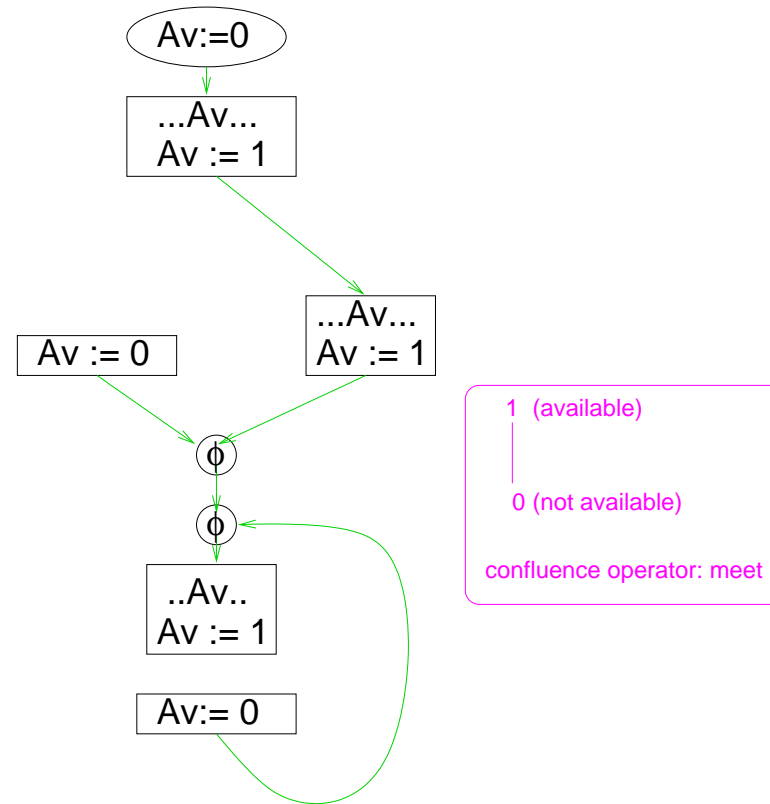 Av:=0
...Av...
Av := 1
...Av...
Av := 1
Av := 0
ϕ
ϕ
..Av..
Av := 1
Av:= 0
1 (available)
0 (not available)
confluence operator: meet